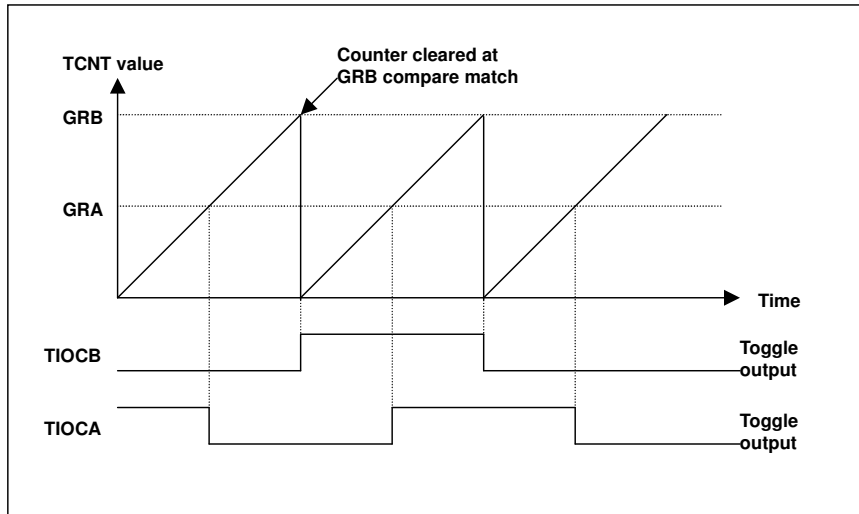 Counter cleared at
GRB compare match
TCNT value
GRB
GRA
Time
TIOCB
Toggle
output
TIOCA
Toggle
output